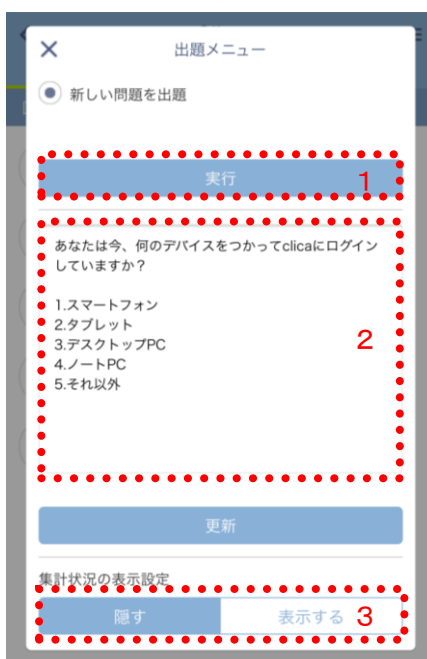 出題メニュー
新しい問題を出題
実行
1
あなたは今、何のデバイスをつかってclicaにログイン
していますか？
1.スマートフォン
2.タブレット
3.デスクトップPC
4.ノートPC
5.それ以外
2
更新
集計状況の表示設定
隠す
表示する
3